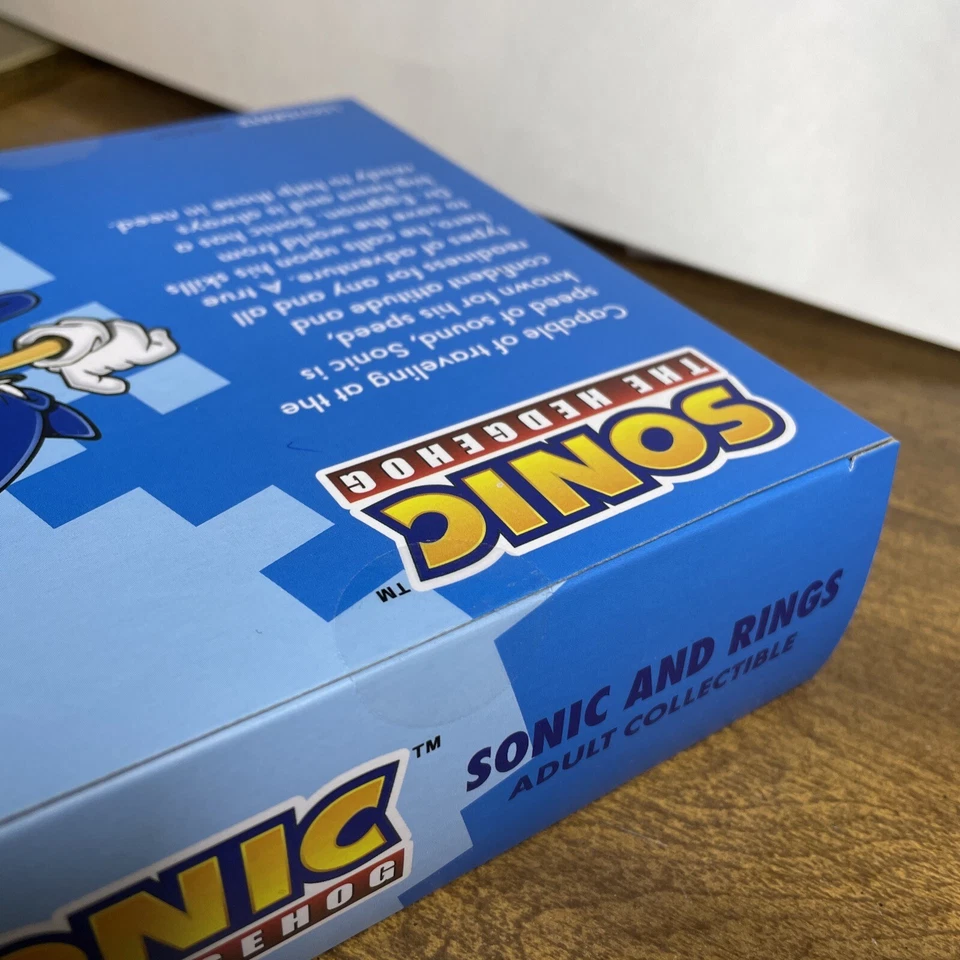 SONIC
THE HEDGEHOG
TM
Capable of traveling at the
speed of sound, Sonic is
known for his speed,
confident attitude and
readiness for any and all
types of adventure. A true
hero, he calls upon his skills
to save the world from
Dr. Eggman. Sonic has a
big heart and is always
ready to help those in need.
SONIC AND RINGS
ADULT COLLECTIBLE
TM